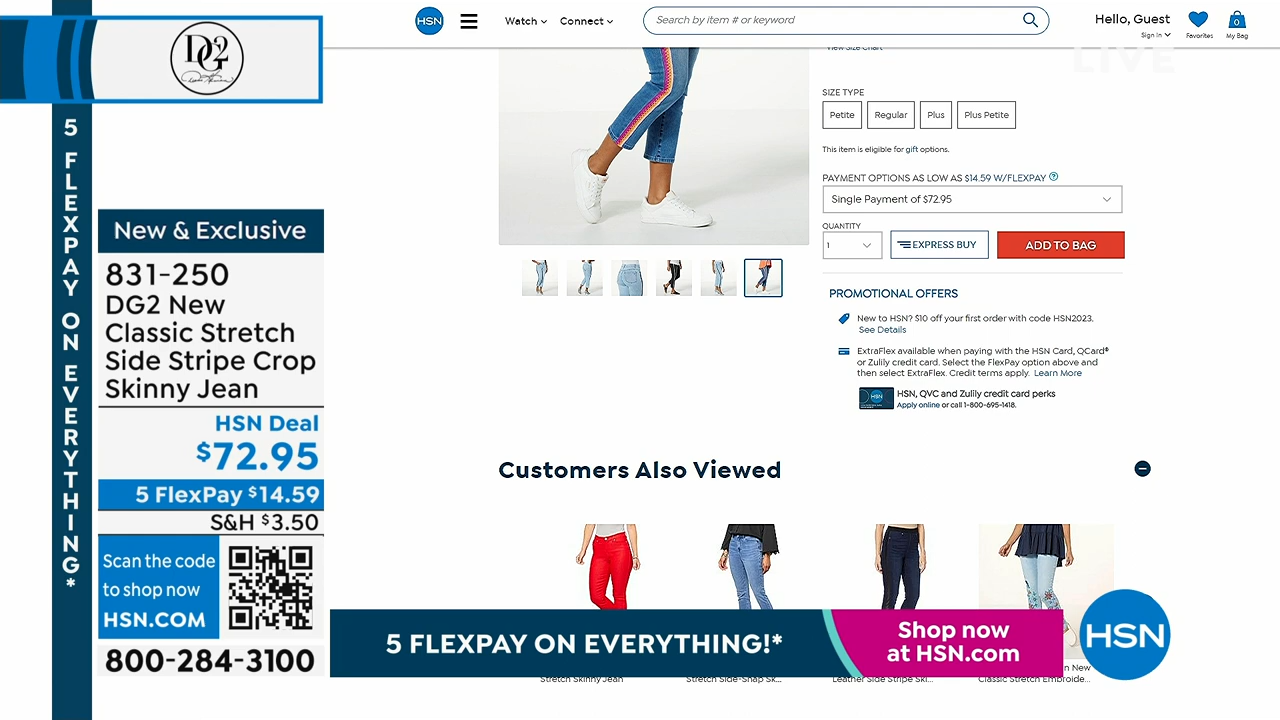 DG2
5 FLEXPAY ON EVERYTHING*
New & Exclusive
831-250
DG2 New
Classic Stretch
Side Stripe Crop
Skinny Jean
HSN Deal
$72.95
5 FlexPay $14.59
S&H $3.50
Scan the code
to shop now
HSN.COM
800-284-3100
HSN
Watch
Connect
Search by item # or keyword
Hello, Guest
Sign In
Favorites
0
My Bag
LIVE
View Size Chart
SIZE TYPE
Petite
Regular
Plus
Plus Petite
This item is eligible for gift options.
PAYMENT OPTIONS AS LOW AS $14.59 W/FLEXPAY ?
Single Payment of $72.95
QUANTITY
1
EXPRESS BUY
ADD TO BAG
PROMOTIONAL OFFERS
New to HSN? $10 off your first order with code HSN2023.
See Details
ExtraFlex available when paying with the HSN Card, QCard®
or Zulily credit card. Select the FlexPay option above and
then select ExtraFlex. Credit terms apply. Learn More
HSN
HSN, QVC and Zulily credit card perks
Apply online or call 1-800-695-1418.
Customers Also Viewed
5 FLEXPAY ON EVERYTHING!*
Shop now
at HSN.com
HSN
n New
Stretch Skinny Jean
Stretch Side-Snap Sk...
Leather Side Stripe Ski...
Classic Stretch Embroide...